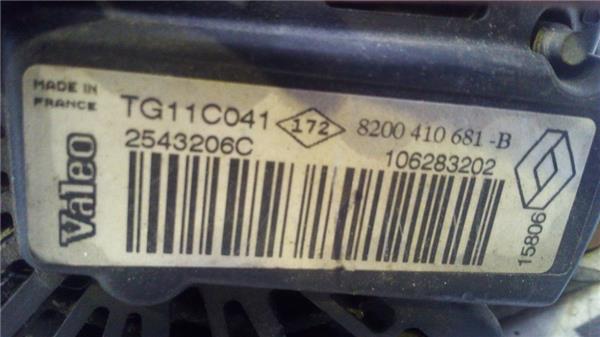 MADE IN
FRANCE
TG11C041 172 8200 410 681 -B
2543206C 106283202
Valeo
15806